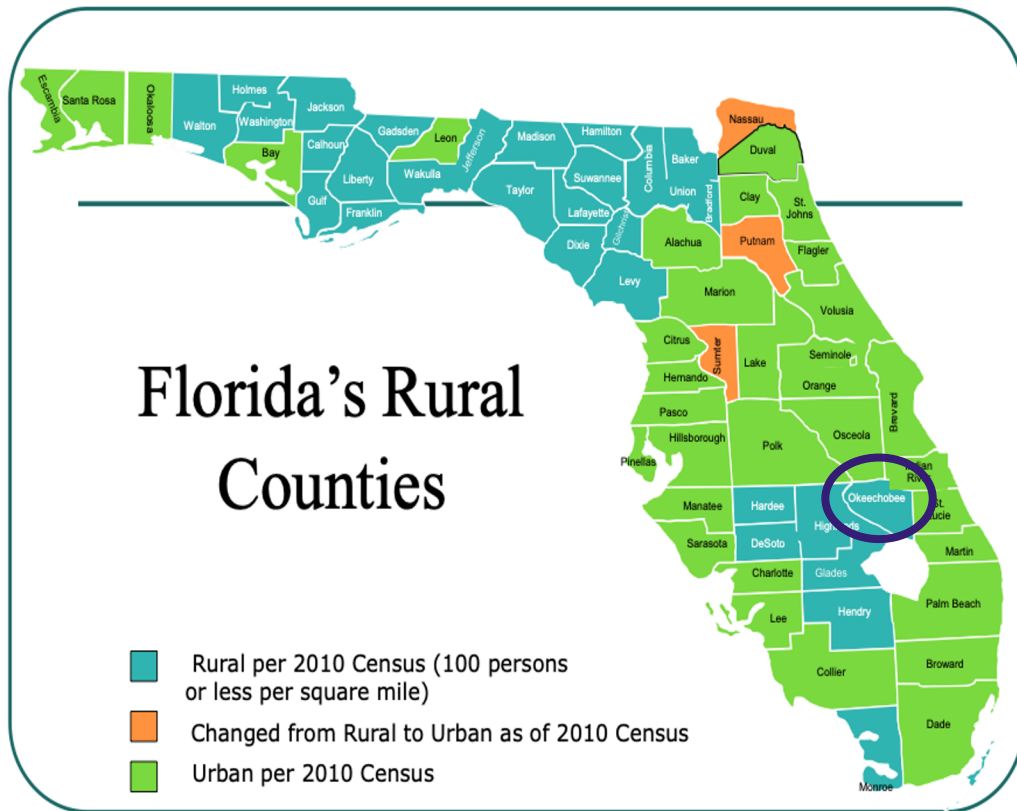 Escambia
Santa Rosa
Okaloosa
Walton
Holmes
Washington
Jackson
Bay
Calhoun
Gulf
Liberty
Franklin
Gadsden
Leon
Wakulla
Jefferson
Madison
Taylor
Hamilton
Suwannee
Lafayette
Dixie
Gilchrist
Columbia
Baker
Union
Bradford
Levy
Nassau
Duval
Clay
St.
Johns
Putnam
Flagler
Alachua
Marion
Volusia
Citrus
Sumter
Lake
Seminole
Orange
Hernando
Pasco
Hillsborough
Pinellas
Polk
Osceola
Brevard
Indian
River
Okeechobee
St.
Lucie
Manatee
Hardee
Highlands
Sarasota
DeSoto
Martin
Charlotte
Glades
Lee
Hendry
Palm Beach
Collier
Broward
Dade
Monroe
Florida's Rural
Counties
Rural per 2010 Census (100 persons
or less per square mile)
Changed from Rural to Urban as of 2010 Census
Urban per 2010 Census